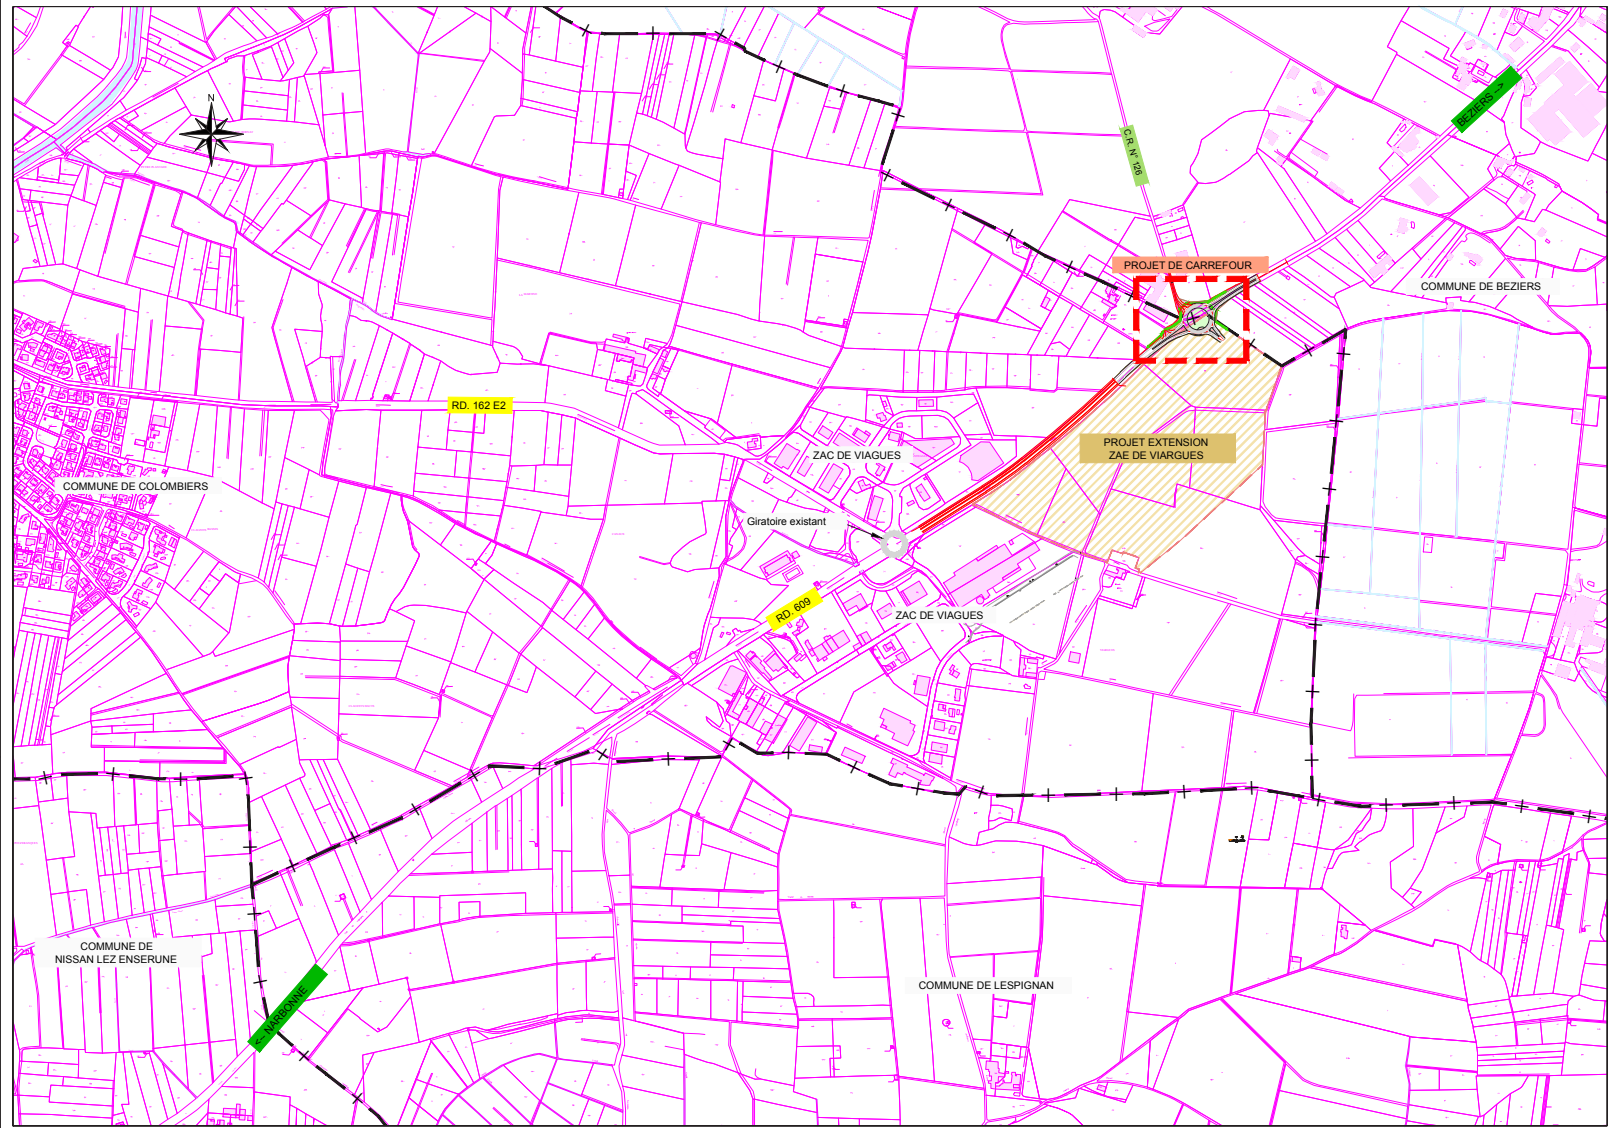 N
BEZIERS -->
C.R. N° 126
PROJET DE CARREFOUR
COMMUNE DE BEZIERS
RD. 162 E2
PROJET EXTENSION
ZAE DE VIARGUES
ZAC DE VIAGUES
COMMUNE DE COLOMBIERS
Giratoire existant
RD. 609
ZAC DE VIAGUES
COMMUNE DE
NISSAN LEZ ENSERUNE
COMMUNE DE LESPIGNAN
<-- NARBONNE